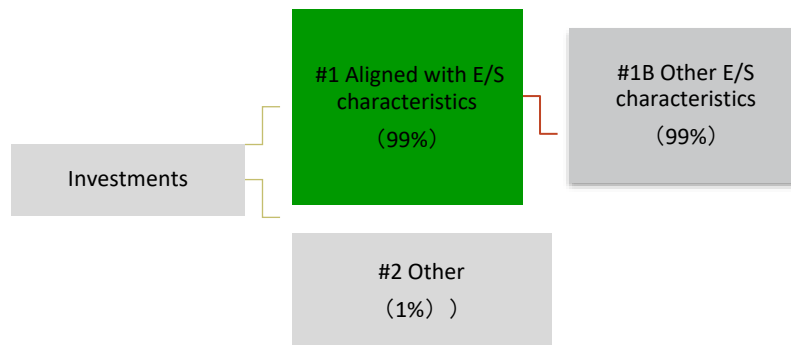 #1 Aligned with E/S
characteristics
（99%）
#1B Other E/S
characteristics
（99%）
Investments
#2 Other
（1%））